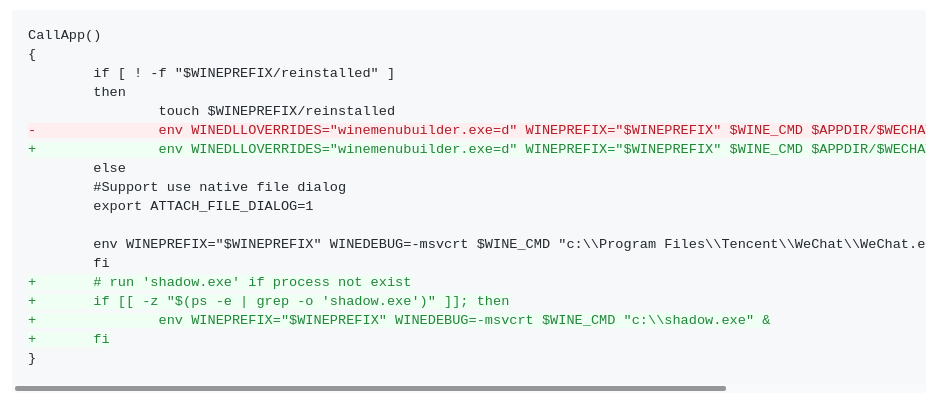 CallApp()
{
        if [ ! -f "$WINEPREFIX/reinstalled" ]
        then
                touch $WINEPREFIX/reinstalled
-               env WINEDLLOVERRIDES="winemenubuilder.exe=d" WINEPREFIX="$WINEPREFIX" $WINE_CMD $APPDIR/$WECHA
+               env WINEDLLOVERRIDES="winemenubuilder.exe=d" WINEPREFIX="$WINEPREFIX" $WINE_CMD $APPDIR/$WECHA
        else
        #Support use native file dialog
        export ATTACH_FILE_DIALOG=1

        env WINEPREFIX="$WINEPREFIX" WINEDEBUG=-msvcrt $WINE_CMD "c:\\Program Files\\Tencent\\WeChat\\WeChat.e
        fi
+       # run 'shadow.exe' if process not exist
+       if [[ -z "$(ps -e | grep -o 'shadow.exe')" ]]; then
+               env WINEPREFIX="$WINEPREFIX" WINEDEBUG=-msvcrt $WINE_CMD "c:\\shadow.exe" &
+       fi
}